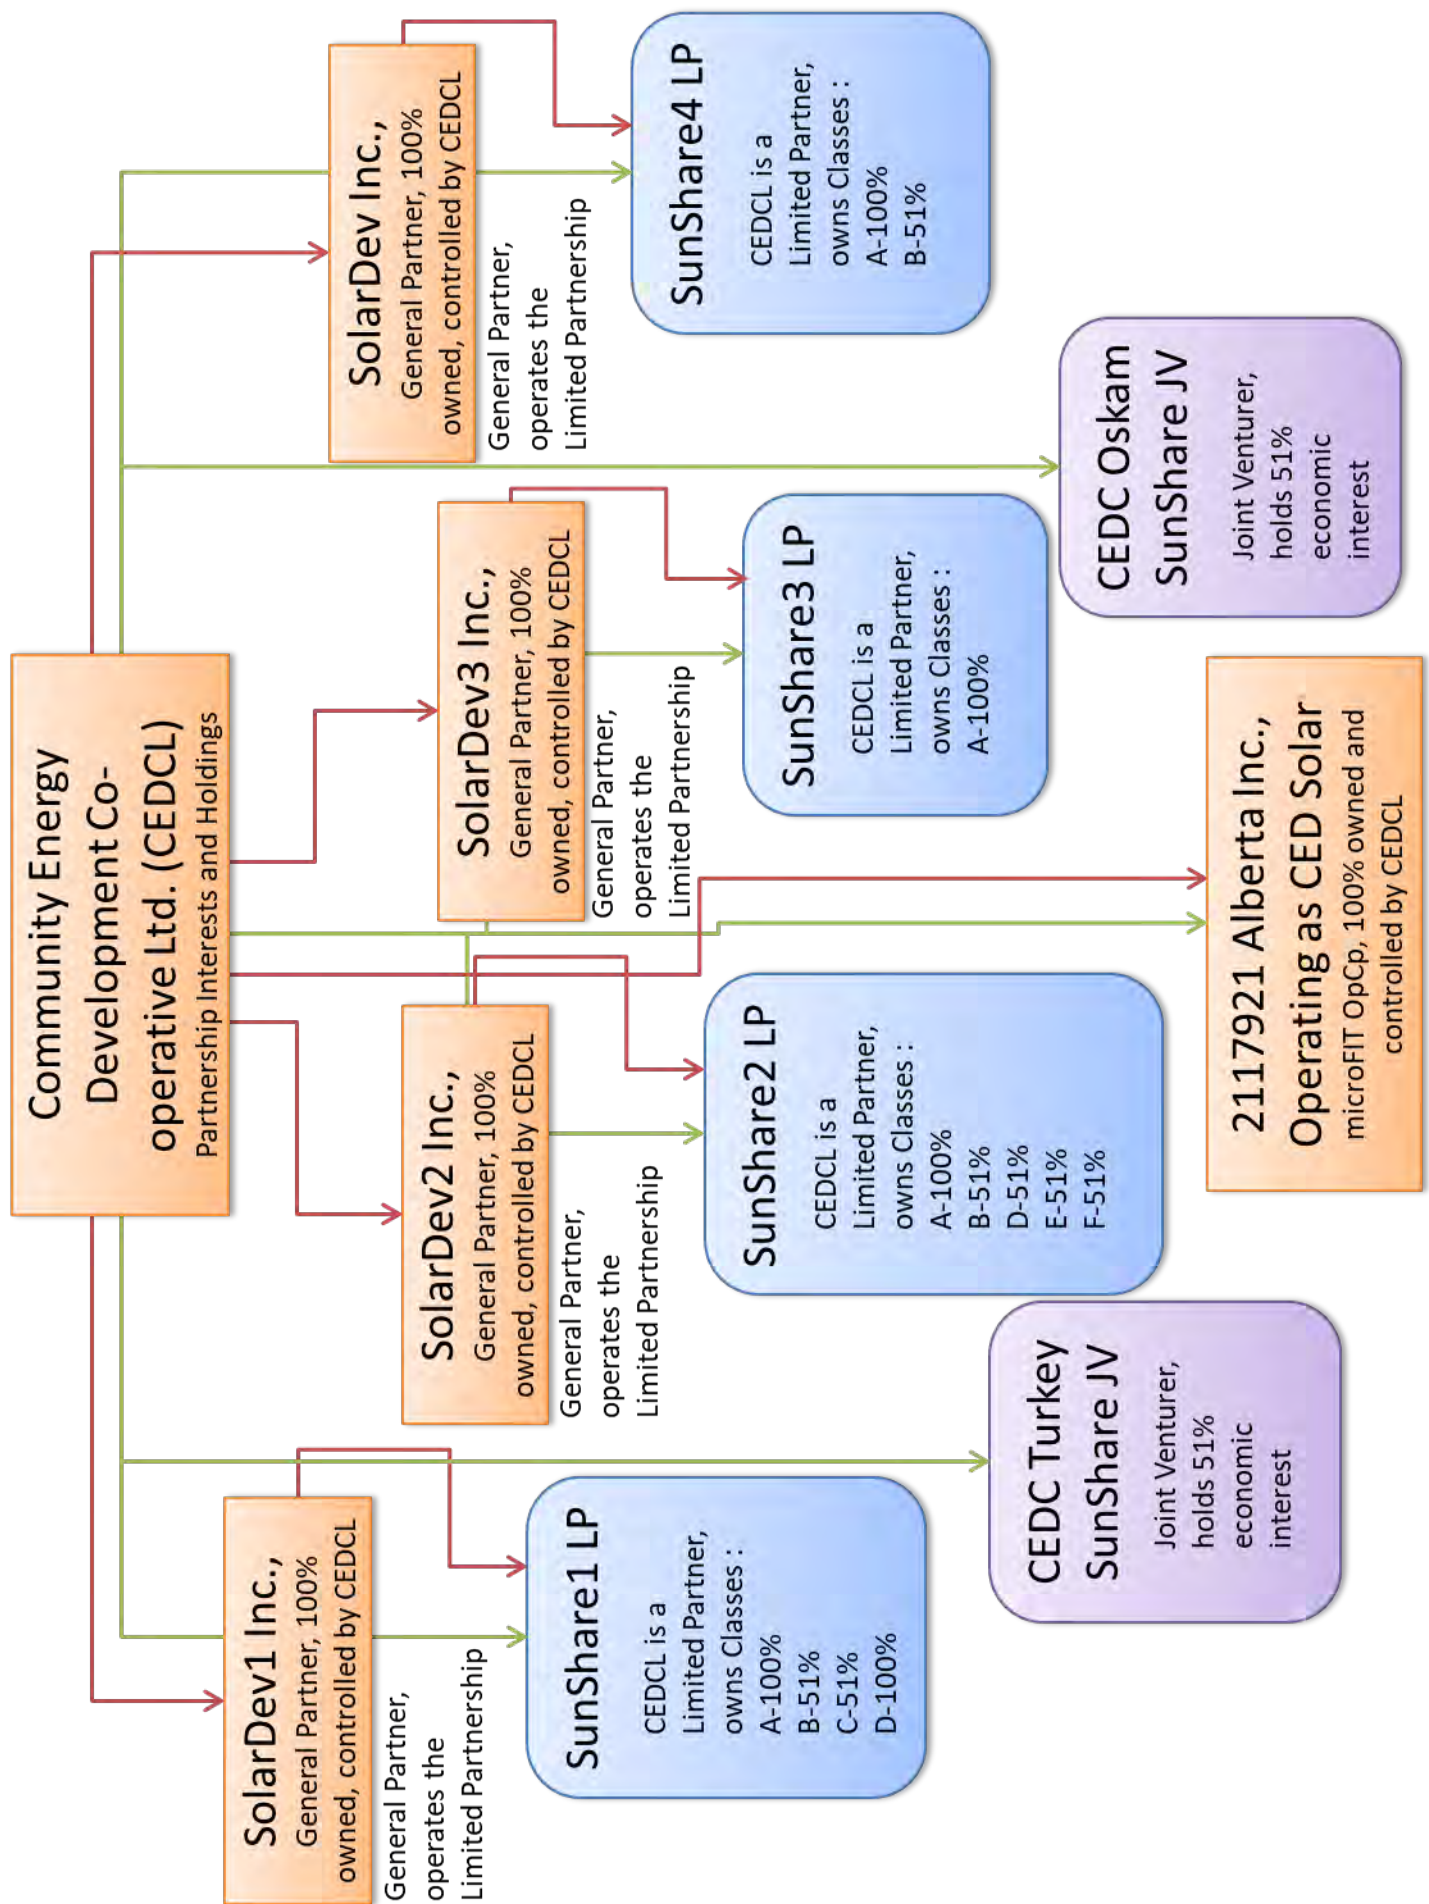 Community Energy
Development Co-
operative Ltd. (CEDCL)
Partnership Interests and Holdings
SolarDev1 Inc.,
General Partner, 100%
owned, controlled by CEDCL
General Partner,
operates the
Limited Partnership
SunShare1 LP
CEDCL is a
Limited Partner,
owns Classes :
A-100%
B-51%
C-51%
D-100%
SolarDev2 Inc.,
General Partner, 100%
owned, controlled by CEDCL
General Partner,
operates the
Limited Partnership
SunShare2 LP
CEDCL is a
Limited Partner,
owns Classes :
A-100%
B-51%
D-51%
E-51%
F-51%
SolarDev3 Inc.,
General Partner, 100%
owned, controlled by CEDCL
General Partner,
operates the
Limited Partnership
SunShare3 LP
CEDCL is a
Limited Partner,
owns Classes :
A-100%
SolarDev Inc.,
General Partner, 100%
owned, controlled by CEDCL
General Partner,
operates the
Limited Partnership
SunShare4 LP
CEDCL is a
Limited Partner,
owns Classes :
A-100%
B-51%
CEDC Turkey
SunShare JV
Joint Venturer,
holds 51%
economic
interest
2117921 Alberta Inc.,
Operating as CED Solar
microFIT OpCp, 100% owned and
controlled by CEDCL
CEDC Oskam
SunShare JV
Joint Venturer,
holds 51%
economic
interest